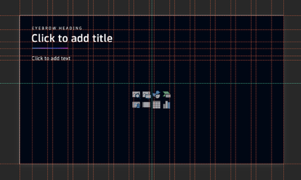 EYEBROW HEADING
Click to add title
Click to add text